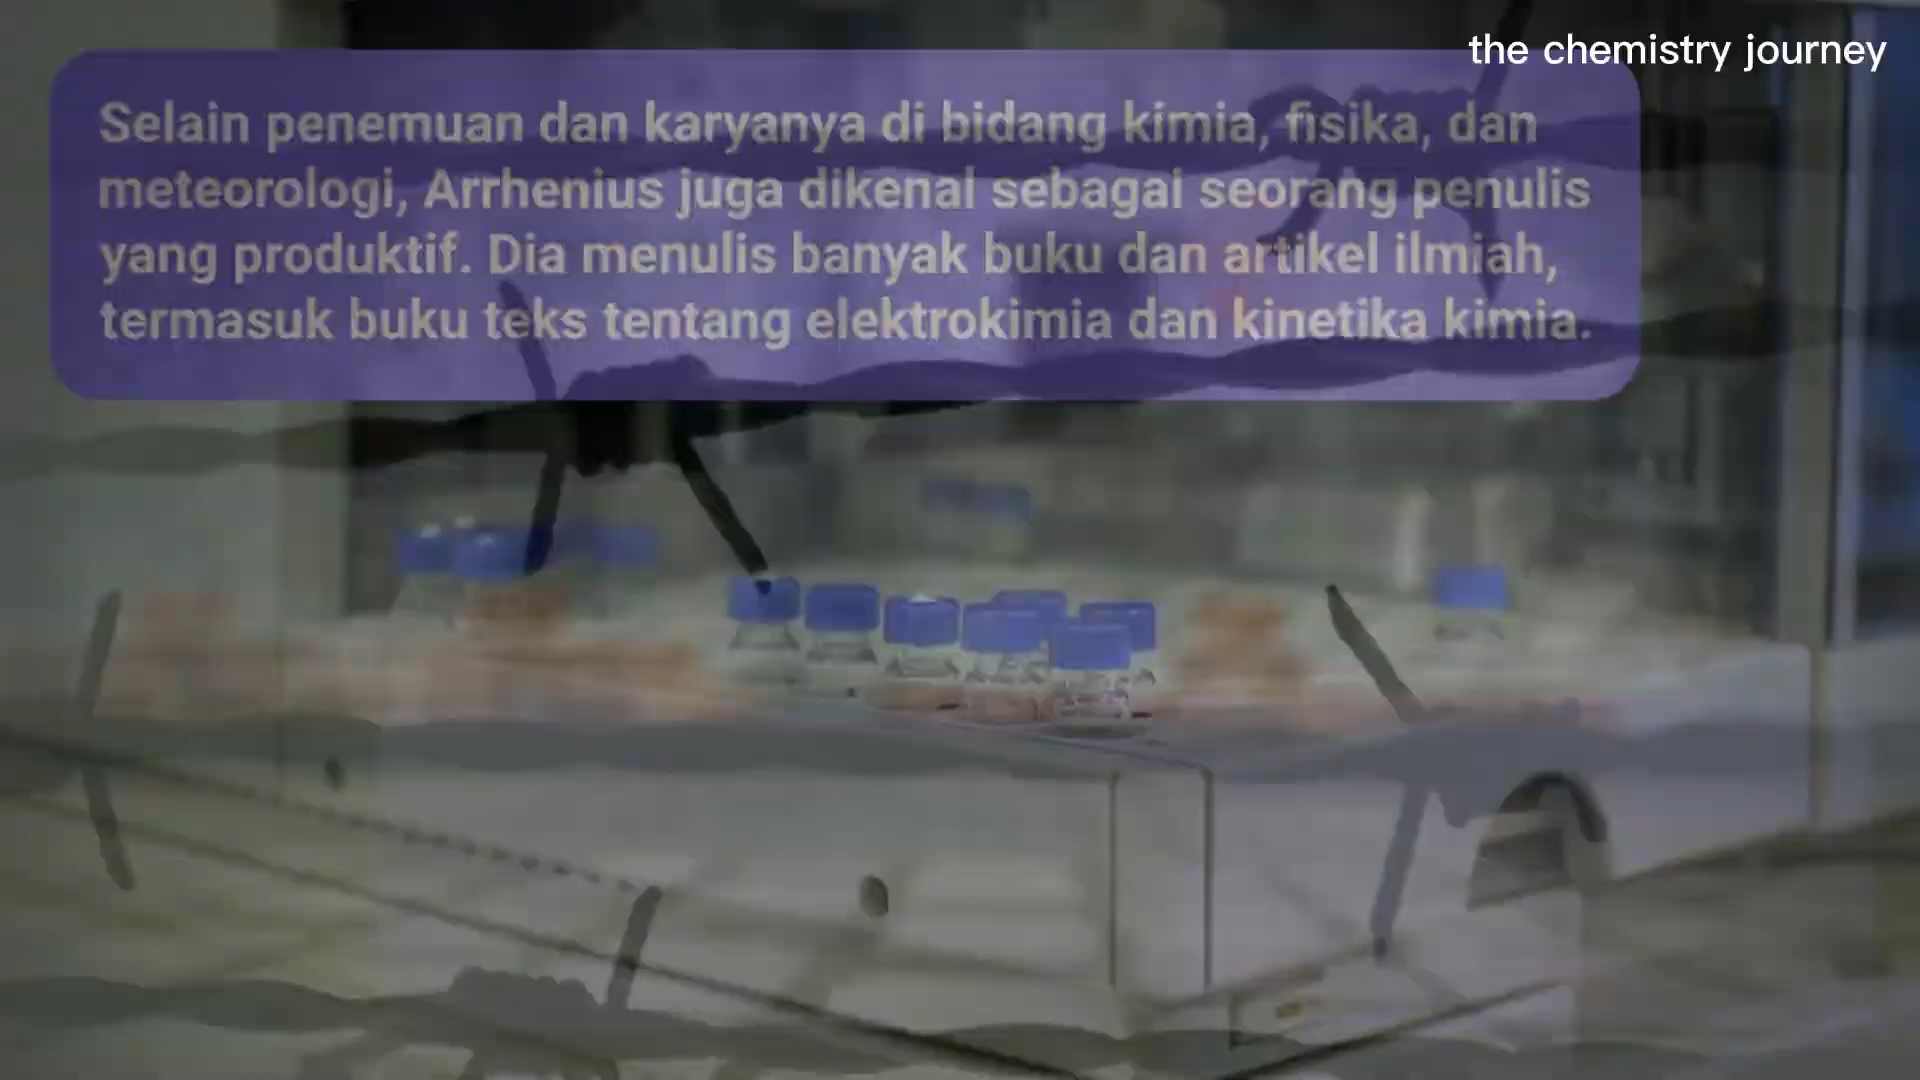 the chemistry journey
Selain penemuan dan karyanya di bidang kimia, fisika, dan
meteorologi, Arrhenius juga dikenal sebagai seorang penulis
yang produktif. Dia menulis banyak buku dan artikel ilmiah,
termasuk buku teks tentang elektrokimia dan kinetika kimia.